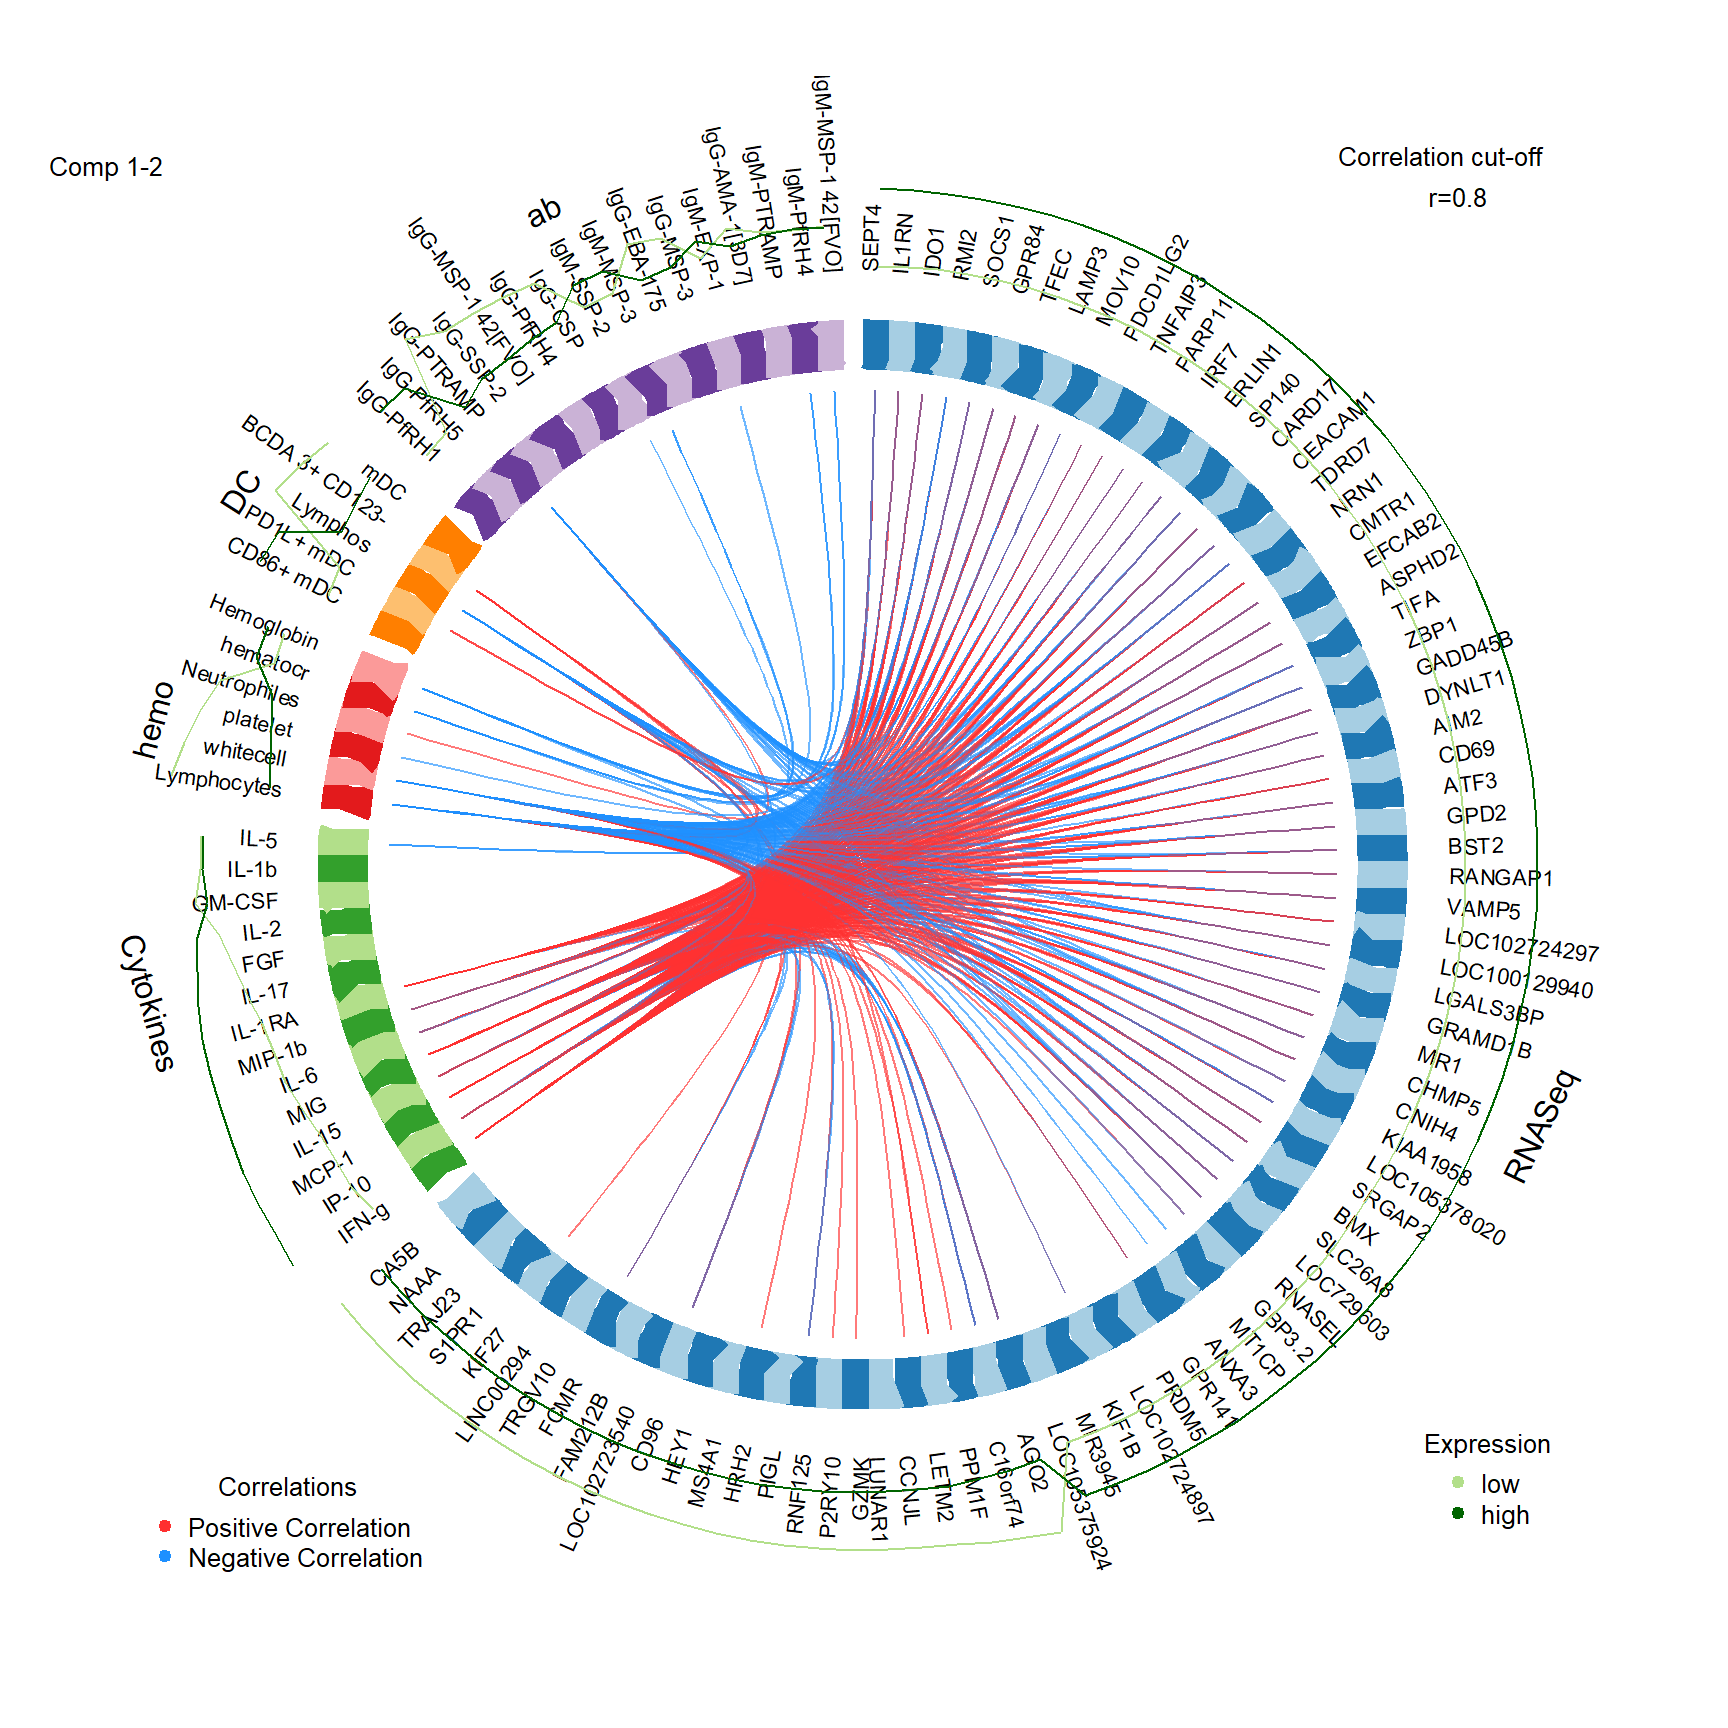 Comp 1-2
Correlation cut-off
r=0.8
SEPT4
IL1RN
IDO1
RMI2
SOCS1
GPR84
TFEC
LAMP3
MOV10
PDCD1LG2
TNFAIP3
PARP11
IRF7
ERLIN1
SP140
CARD17
CEACAM1
TDRD7
NRN1
CMTR1
EFCAB2
ASPHD2
TIFA
ZBP1
GADD45B
DYNLT1
AIM2
CD69
ATF3
GPD2
BST2
RANGAP1
VAMP5
LOC102724297
LOC100129940
LGALS3BP
GRAMD1B
MR1
CHMP5
CNIH4
KIAA1958
LOC105378020
SRGAP2
BMX
SLC26A8
LOC729603
RNASEL
GBP3.2
MT1CP
ANXA3
GPR141
PRDM5
LOC102724897
KIF1B
MIR3945
LOC105375924
AGO2
C16orf74
PPM1F
LETM2
CCNJL
LUNAR1
GZMK
P2RY10
RNF125
PIGL
HRH2
MS4A1
HEY1
CD96
LOC102723540
FAM212B
FCMR
TRGV10
LINC00294
KIF27
S1PR1
TRAJ23
NAAA
CA5B
RNASeq
IFN-g
IP-10
MCP-1
IL-15
MIG
IL-6
MIP-1b
IL-1RA
IL-17
FGF
IL-2
GM-CSF
IL-1b
IL-5
Cytokines
Lymphocytes
whitecell
platelet
Neutrophiles
hematocr
Hemoglobin
hemo
CD86+ mDC
PD1L+ mDC
Lymphos
BCDA 3+ CD123-
mDC
DC
IgG-PfRH1
IgG-PfRH5
IgG-PTRAMP
IgG-SSP-2
IgG-MSP-1 42[FVO]
IgG-PfRH4
IgG-CSP
IgM-SSP-2
IgM-MSP-3
IgG-EBA-175
IgG-MSP-3
IgM-EXP-1
IgG-AMA-1[3D7]
IgM-PTRAMP
IgM-PfRH4
IgM-MSP-1 42[FVO]
ab
Correlations
Positive Correlation
Negative Correlation
Expression
low
high